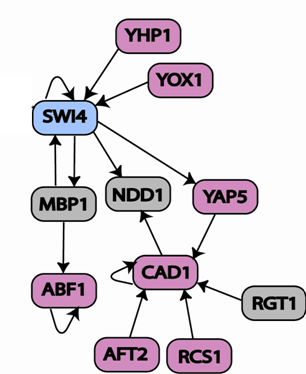 YHP1
YOX1
SWI4
MBP1
NDD1
YAP5
ABF1
CAD1
RGT1
AFT2
RCS1